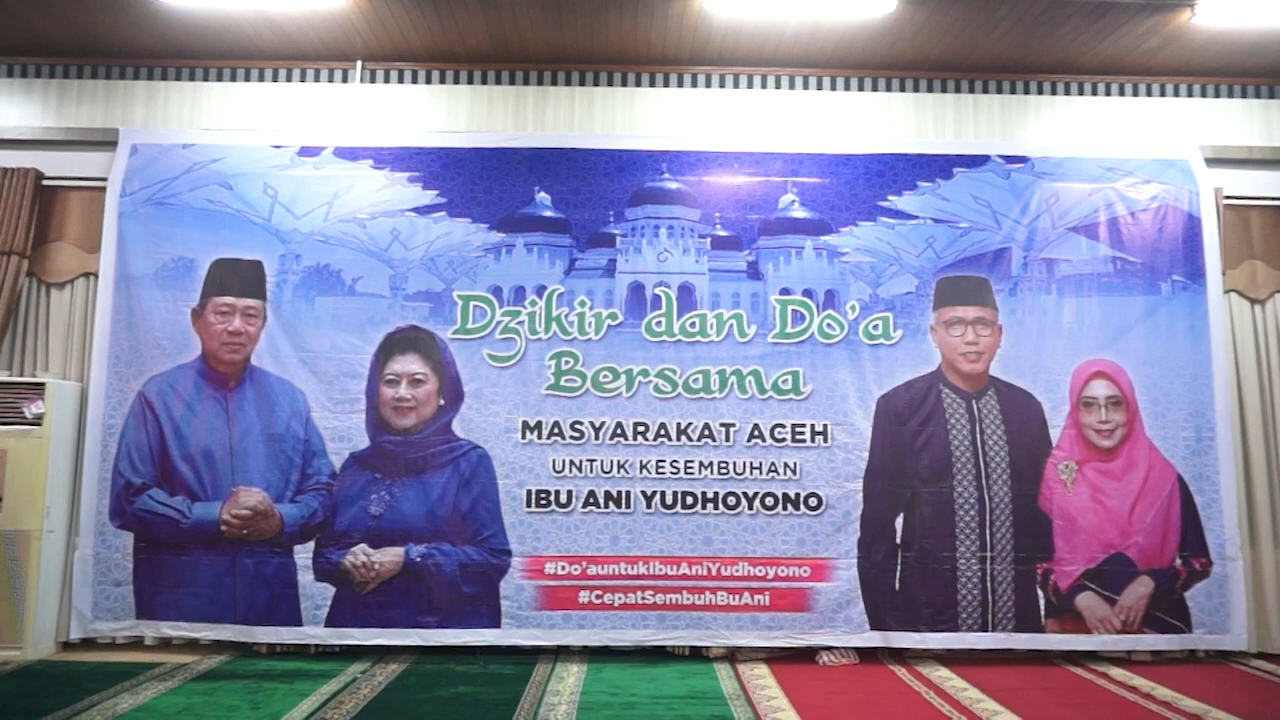 Dzikir dan Do'a
Bersama
MASYARAKAT ACEH
UNTUK KESEMBUHAN
IBU ANI YUDHOYONO
#Do'auntukIbuAniYudhoyono
#CepatSembuhBuAni